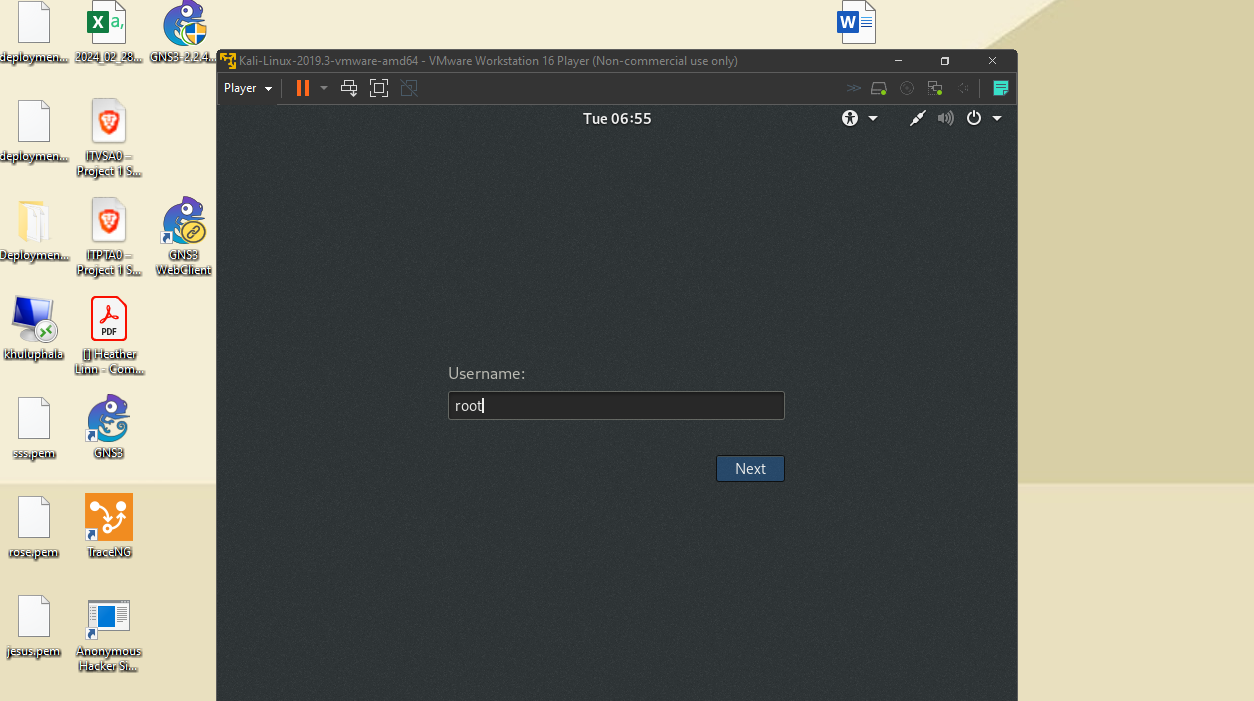 deploymen...
2024_02_28...
GNS3-2.2.4...
Kali-Linux-2019.3-vmware-amd64 - VMware Workstation 16 Player (Non-commercial use only)
Player
Tue 06:55
deploymen...
ITVSA0 –
Project 1 S...
Deploymen...
ITPTA0 –
Project 1 S...
GNS3
WebClient
khuluphala
PDF
[] Heather
Linn - Com...
Username:
root
Next
sss.pem
GNS3
rose.pem
TraceNG
jesus.pem
Anonymous
Hacker Si...